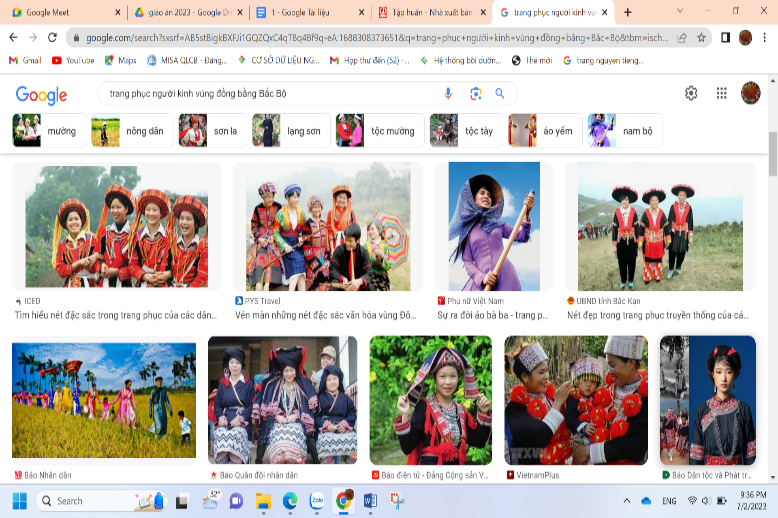 Google Meet
giáo án 2023 - Google Dri
1 - Google Tài liệu
Tập huấn - Nhà xuất bản
trang phục người kinh vùng
google.com/search?sxsrf=AB5stBigkBXFJi1GQZQxC4qTBq4Bf9q-eA:1688308373651&q=trang+phục+người+kinh+vùng+đồng+bằng+Bắc+Bộ&tbm=isch...
Gmail
YouTube
Maps
MISA QLCB - Đăng...
CƠ SỞ DỮ LIỆU NG...
Họp thư đến (52) -...
Hệ thống bồi dưỡn...
Thẻ mới
trang nguyen tieng...
Google
trang phục người kinh vùng đồng bằng Bắc Bộ
mường
nông dân
sơn la
lạng sơn
tộc mường
tộc tày
áo yếm
nam bộ
ICED
Tìm hiểu nét đặc sắc trong trang phục của các dân...
PYS Travel
Vén màn những nét đặc sắc văn hóa vùng Đô...
Phụ nữ Việt Nam
Sự ra đời áo bà ba - trang p...
UBND tỉnh Bắc Kạn
Nét đẹp trong trang phục truyền thống của cá...
Báo Nhân dân
Báo Quân đội nhân dân
Báo điện tử - Đảng Cộng sản V...
VietnamPlus
Báo Dân tộc và Phát tr...
32°
Search
Zalo
ENG
9:36 PM
7/2/2023